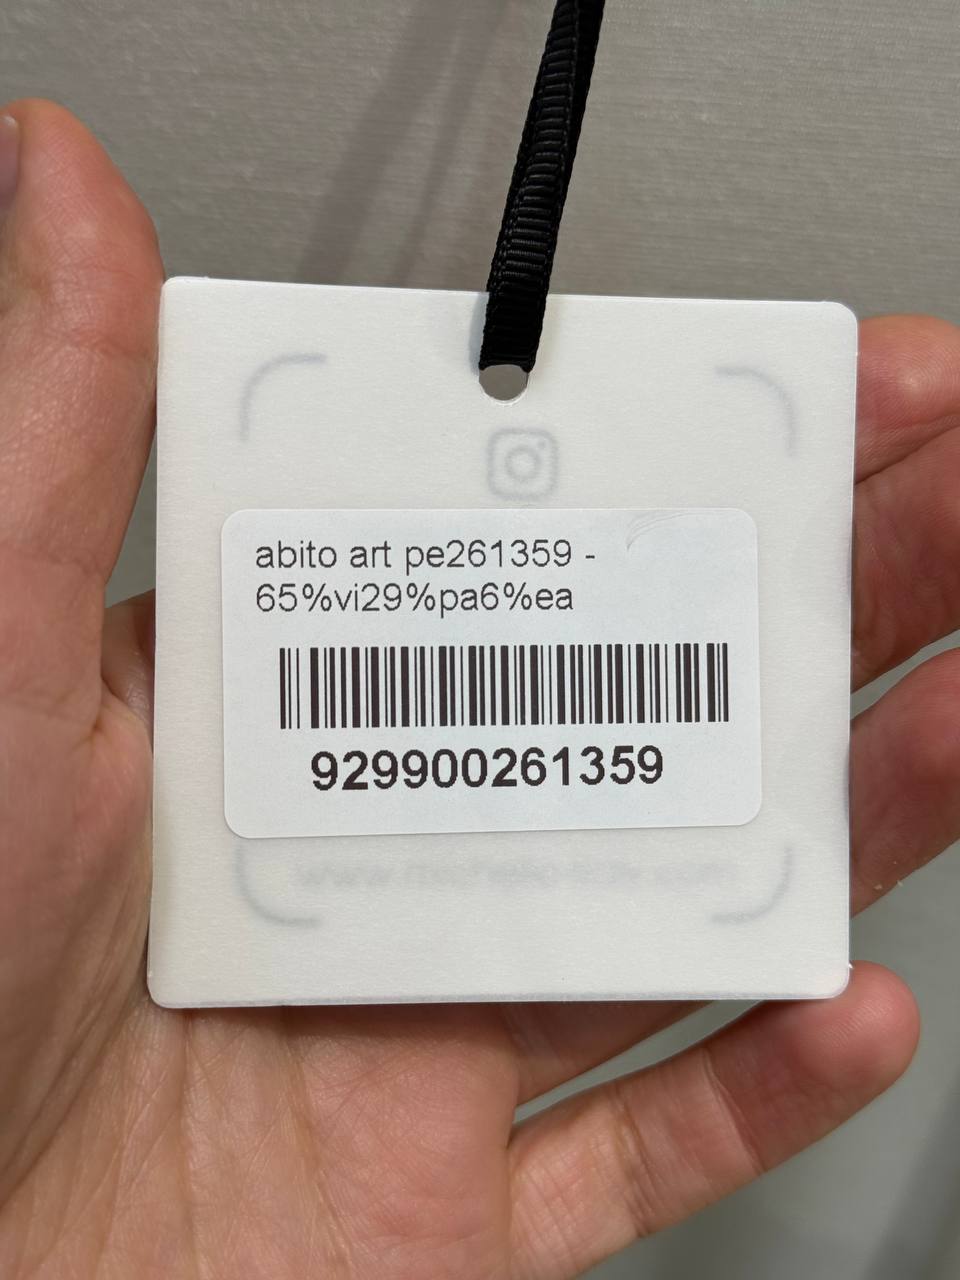 abito art pe261359 -
65%vi29%pa6%ea
929900261359